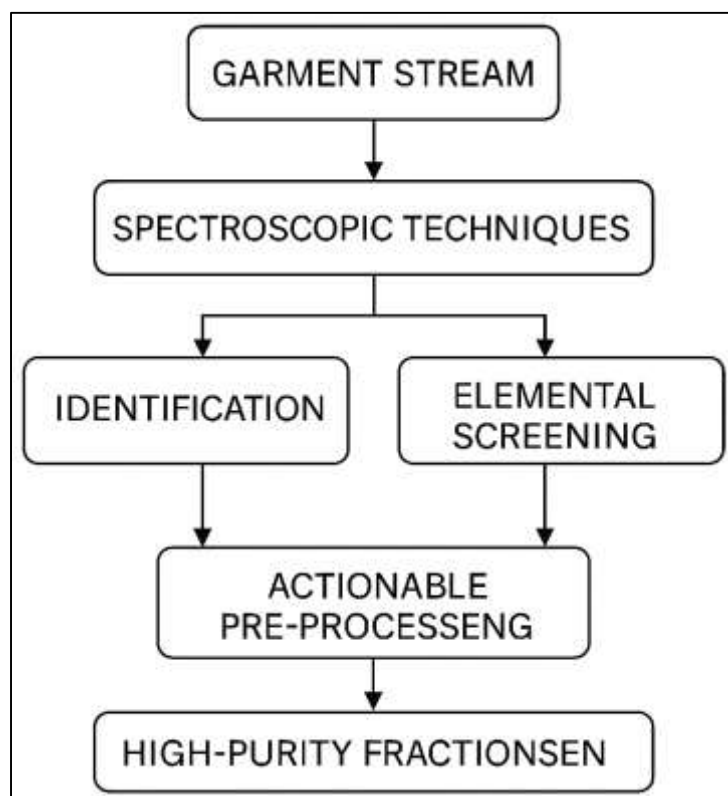 GARMENT STREAM
SPECTROSCOPIC TECHNIQUES
IDENTIFICATION
ELEMENTAL
SCREENING
ACTIONABLE
PRE-PROCESSENG
HIGH-PURITY FRACTIONSEN